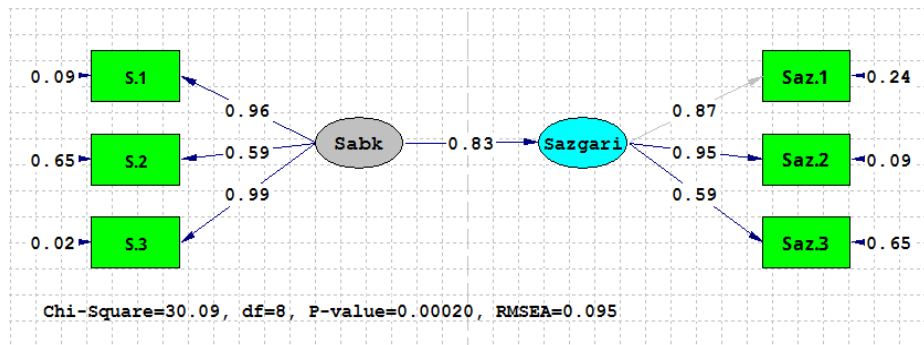 0.09 S.1 Saz.1 0.24
0.96 0.87
0.65 S.2 0.59 Sabk 0.83 Sazgari 0.95 Saz.2 0.09
0.99 0.59
0.02 S.3 Saz.3 0.65
Chi-Square=30.09, df=8, P-value=0.00020, RMSEA=0.095